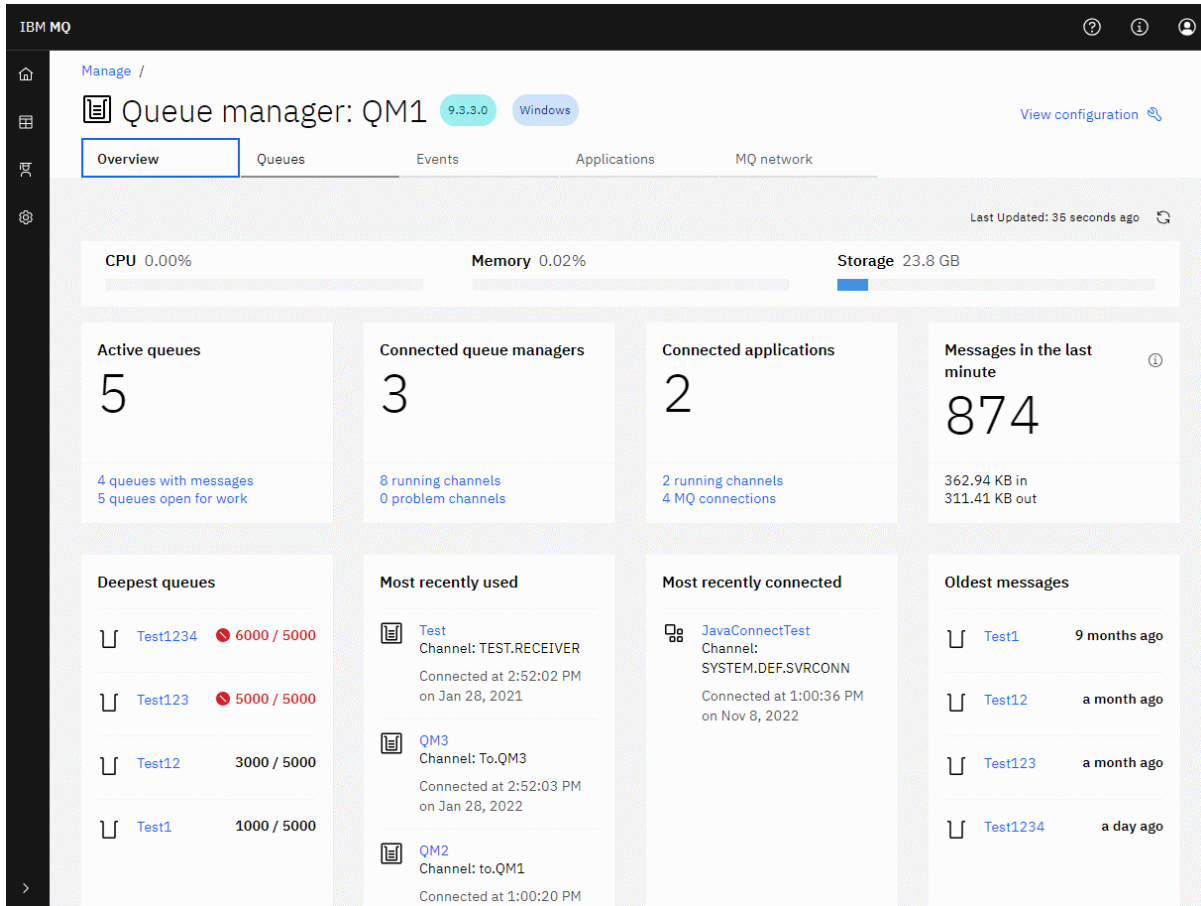 IBM MQ
Manage /
Queue manager: QM1 9.3.3.0 Windows
View configuration
Overview Queues Events Applications MQ network
Last Updated: 35 seconds ago
CPU 0.00% Memory 0.02% Storage 23.8 GB
Active queues
5
4 queues with messages
5 queues open for work
Connected queue managers
3
8 running channels
0 problem channels
Connected applications
2
2 running channels
4 MQ connections
Messages in the last
minute
874
362.94 KB in
311.41 KB out
Deepest queues
Test1234 6000 / 5000
Test123 5000 / 5000
Test12 3000 / 5000
Test1 1000 / 5000
Most recently used
Test
Channel: TEST.RECEIVER
Connected at 2:52:02 PM
on Jan 28, 2021
QM3
Channel: To.QM3
Connected at 2:52:03 PM
on Jan 28, 2022
QM2
Channel: to.QM1
Connected at 1:00:20 PM
Most recently connected
JavaConnectTest
Channel:
SYSTEM.DEF.SVRCONN
Connected at 1:00:36 PM
on Nov 8, 2022
Oldest messages
Test1 9 months ago
Test12 a month ago
Test123 a month ago
Test1234 a day ago